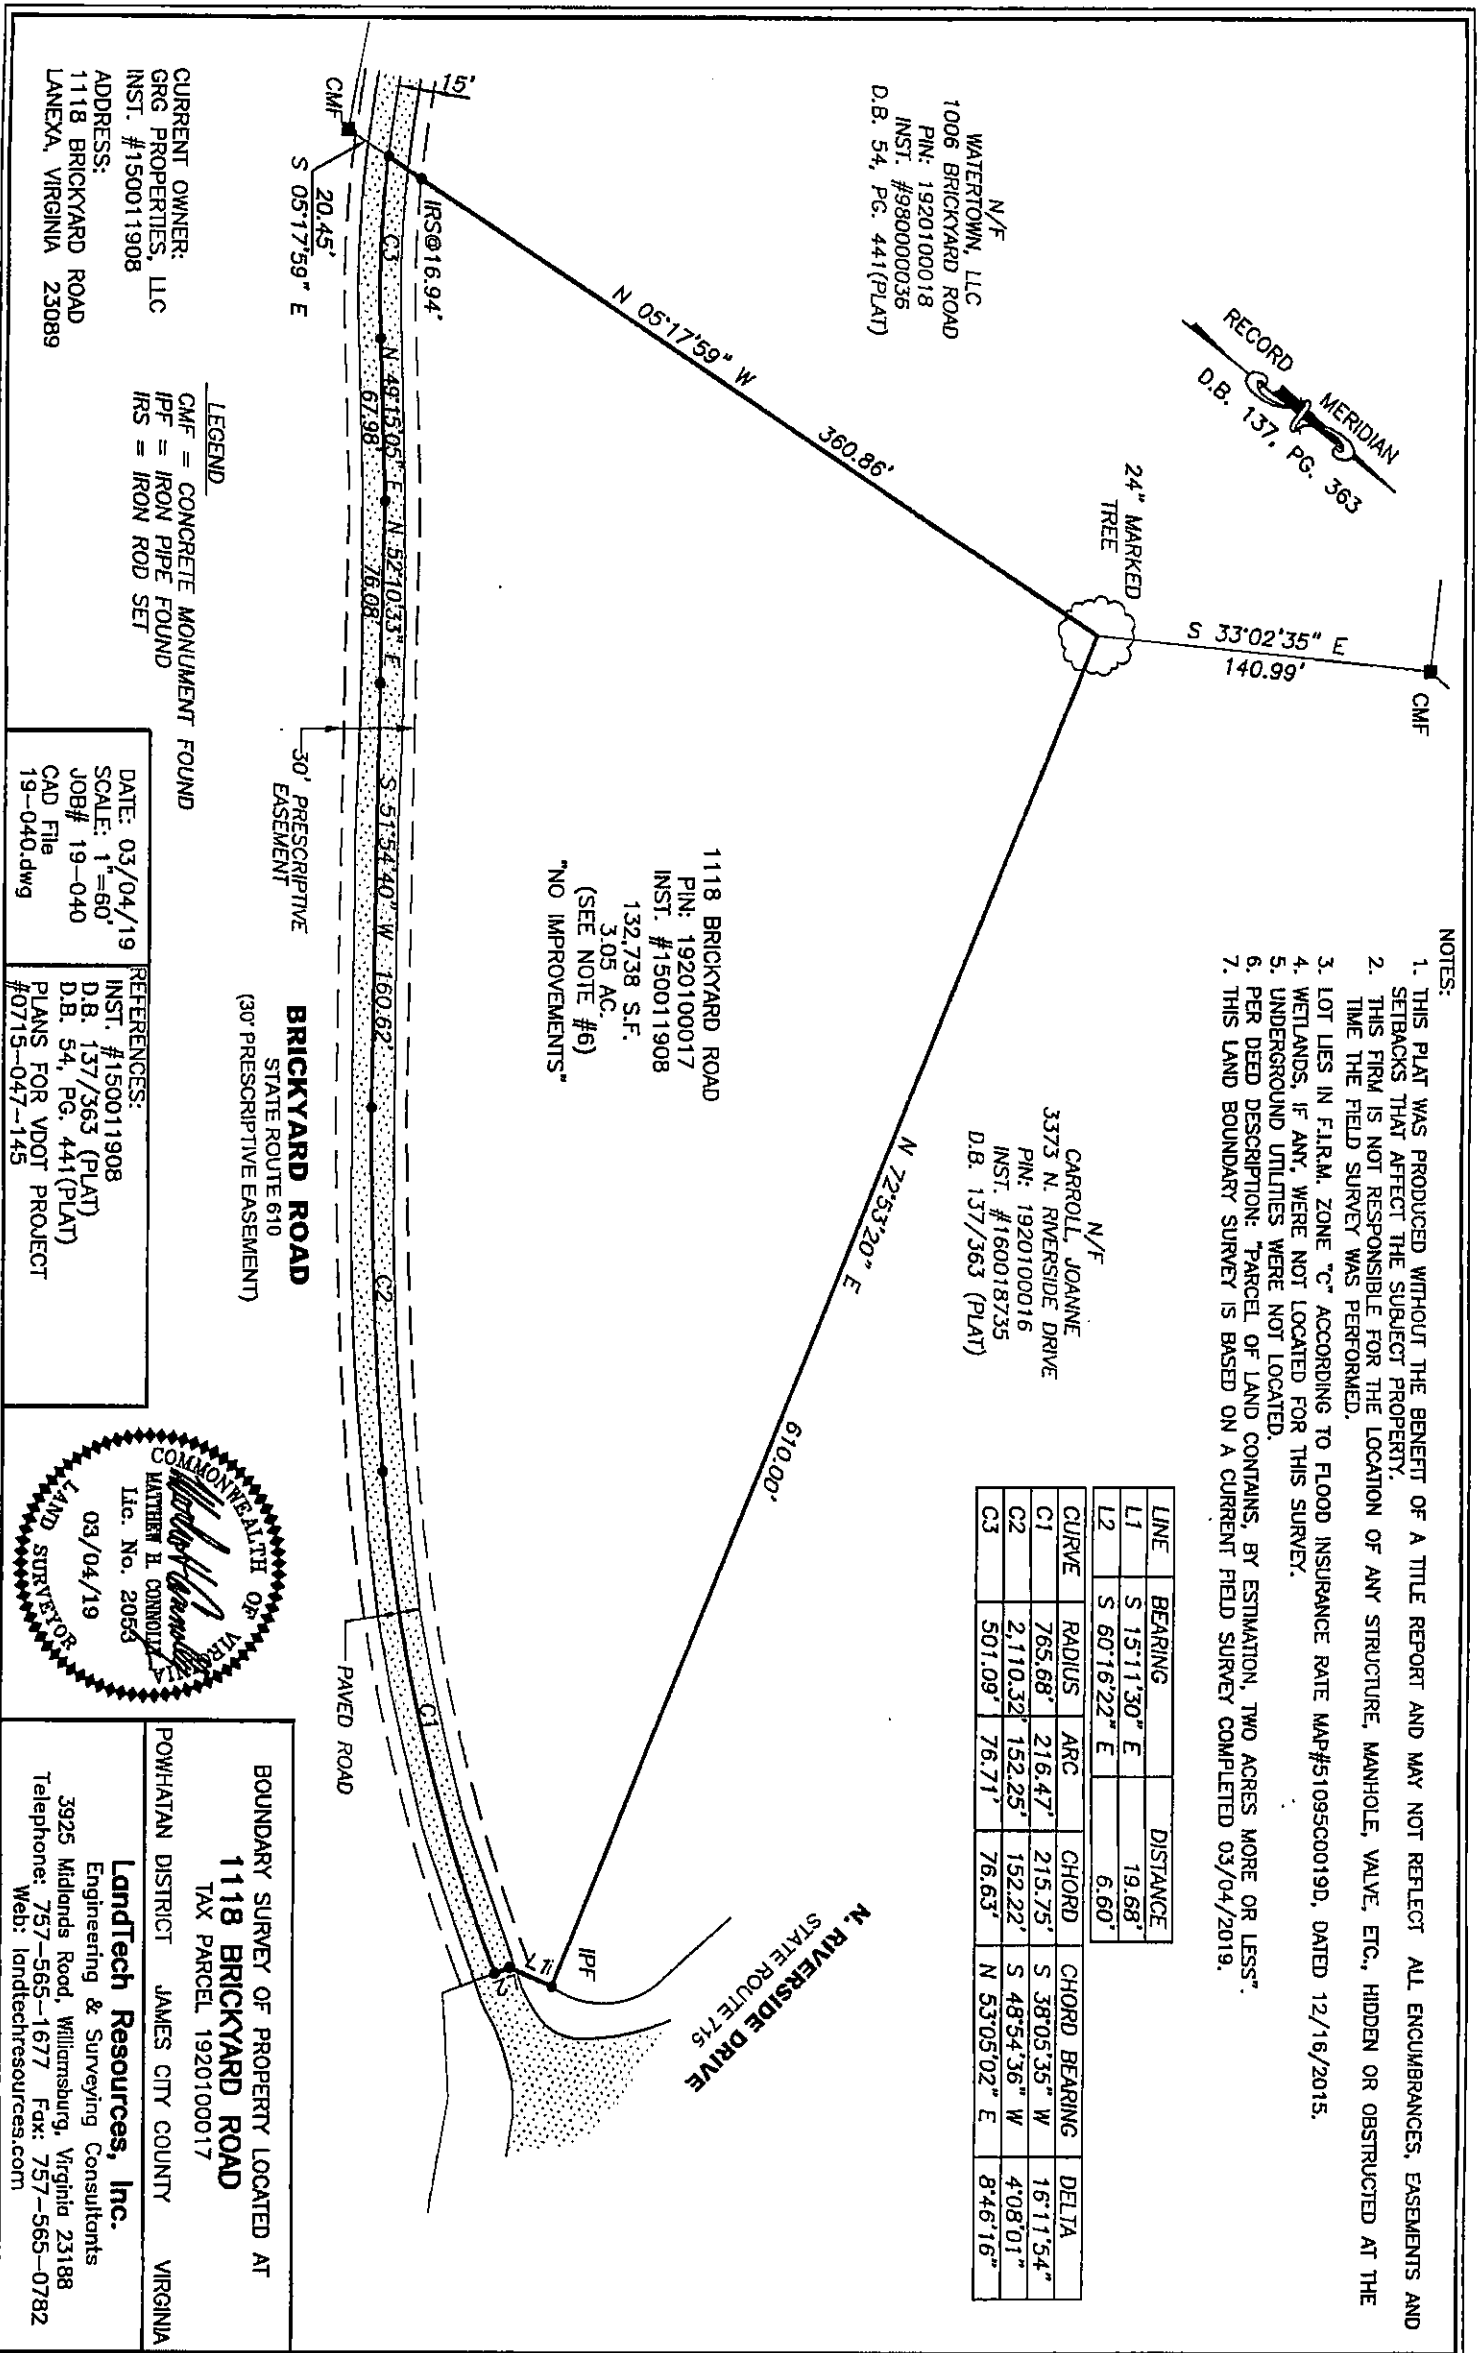 NOTES:
1. THIS PLAT WAS PRODUCED WITHOUT THE BENEFIT OF A TITLE REPORT AND MAY NOT REFLECT ALL ENCUMBRANCES, EASEMENTS AND
SETBACKS THAT AFFECT THE SUBJECT PROPERTY.
2. THIS FIRM IS NOT RESPONSIBLE FOR THE LOCATION OF ANY STRUCTURE, MANHOLE, VALVE, ETC., HIDDEN OR OBSTRUCTED AT THE
TIME THE FIELD SURVEY WAS PERFORMED.
3. LOT LIES IN F.I.R.M. ZONE "C" ACCORDING TO FLOOD INSURANCE RATE MAP#51095C0019D, DATED 12/16/2015.
4. WETLANDS, IF ANY, WERE NOT LOCATED FOR THIS SURVEY.
5. UNDERGROUND UTILITIES WERE NOT LOCATED.
6. PER DEED DESCRIPTION: "PARCEL OF LAND CONTAINS, BY ESTIMATION, TWO ACRES MORE OR LESS".
7. THIS LAND BOUNDARY SURVEY IS BASED ON A CURRENT FIELD SURVEY COMPLETED 03/04/2019.
LINE BEARING DISTANCE
L1 S 15°11'30" E 19.68'
L2 S 60°16'22" E 6.60'
CURVE RADIUS ARC CHORD CHORD BEARING DELTA
C1 765.68' 216.47' 215.75' S 38°05'35" W 16°11'54"
C2 2,110.32' 152.25' 152.22' S 48°54'36" W 4°08'01"
C3 501.09' 76.71' 76.63' N 53°05'02" E 8°46'16"
RECORD MERIDIAN
D.B. 137, PG. 363
CMF
S 33°02'35" E
140.99'
24" MARKED
TREE
N/F
WATERTOWN, LLC
1006 BRICKYARD ROAD
PIN: 1920100018
INST. #980000036
D.B. 54, PG. 441(PLAT)
N/F
CARROLL, JOANNE
3373 N. RIVERSIDE DRIVE
PIN: 1920100016
INST. #160018735
D.B. 137/363 (PLAT)
N 72°53'20" E
610.00'
N 05°17'59" W
360.86'
1118 BRICKYARD ROAD
PIN: 1920100017
INST. #150011908
132,738 S.F.
3.05 AC.
(SEE NOTE #6)
"NO IMPROVEMENTS"
N. RIVERSIDE DRIVE
STATE ROUTE 715
IPF
L1
L2
15'
IRS@16.94'
CMF
20.45'
S 05°17'59" E
C3
N 49°15'05" E
67.98'
N 52°10'33" E
76.08'
S 51°54'40" W 160.62'
C2
C1
30' PRESCRIPTIVE
EASEMENT
BRICKYARD ROAD
STATE ROUTE 610
(30' PRESCRIPTIVE EASEMENT)
PAVED ROAD
CURRENT OWNER:
GRG PROPERTIES, LLC
INST. #150011908
ADDRESS:
1118 BRICKYARD ROAD
LANEXA, VIRGINIA 23089
LEGEND
CMF = CONCRETE MONUMENT FOUND
IPF = IRON PIPE FOUND
IRS = IRON ROD SET
DATE: 03/04/19
SCALE: 1"=60'
JOB# 19-040
CAD File
19-040.dwg
REFERENCES:
INST. #150011908
D.B. 137/363 (PLAT)
D.B. 54, PG. 441(PLAT)
PLANS FOR VDOT PROJECT
#0715-047-145
COMMONWEALTH OF VIRGINIA
MATTHEW H. CONNOLLY
Lic. No. 2053
03/04/19
LAND SURVEYOR
BOUNDARY SURVEY OF PROPERTY LOCATED AT
1118 BRICKYARD ROAD
TAX PARCEL 1920100017
POWHATAN DISTRICT JAMES CITY COUNTY VIRGINIA
LandTech Resources, Inc.
Engineering & Surveying Consultants
3925 Midlands Road, Williamsburg, Virginia 23188
Telephone: 757-565-1677 Fax: 757-565-0782
Web: landtechresources.com